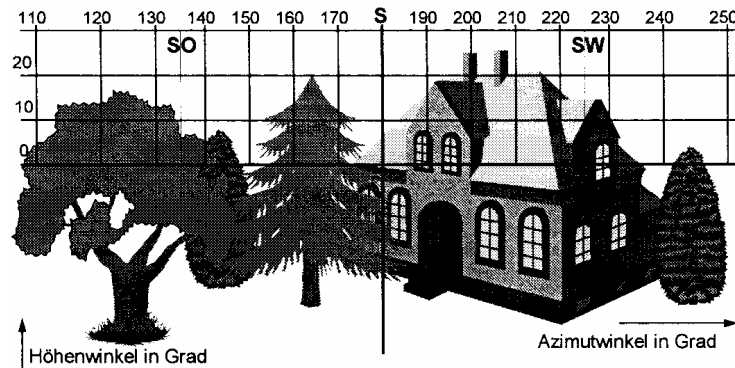 S
110 120 130 140 150 160 170 190 200 210 220 230 240 250
SO SW
20
10
0
Höhenwinkel in Grad
Azimutwinkel in Grad